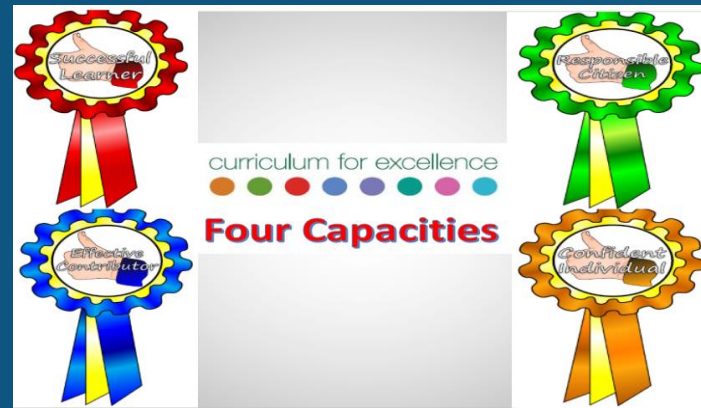 Successful
Learner
Responsible
Citizen
curriculum for excellence
Four Capacities
Effective
Contributor
Confident
Individual